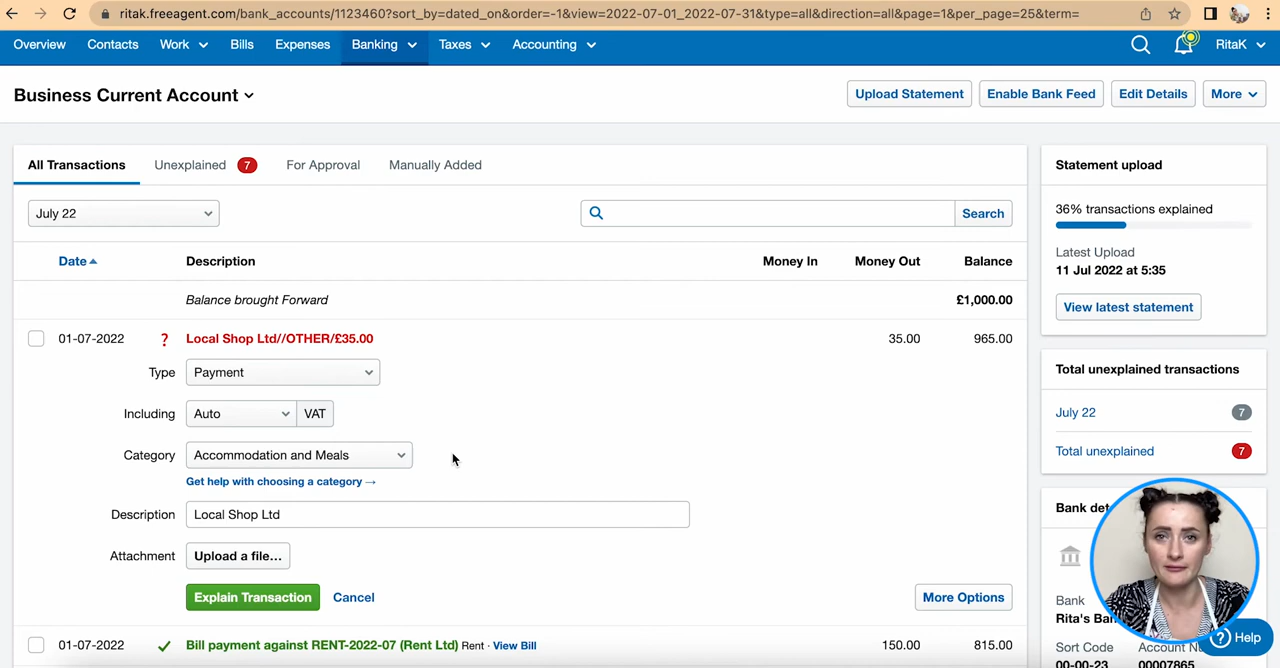 ritak.freeagent.com/bank_accounts/1123460?sort_by=dated_on&order=-1&view=2022-07-01_2022-07-31&type=all&direction=all&page=1&per_page=25&term=
Overview Contacts Work Bills Expenses Banking Taxes Accounting RitaK
Business Current Account Upload Statement Enable Bank Feed Edit Details More
All Transactions Unexplained 7 For Approval Manually Added
July 22 Search
Date Description Money In Money Out Balance
Balance brought Forward £1,000.00
01-07-2022 ? Local Shop Ltd//OTHER/£35.00 35.00 965.00
Type Payment
Including Auto VAT
Category Accommodation and Meals
Get help with choosing a category →
Description Local Shop Ltd
Attachment Upload a file...
Explain Transaction Cancel More Options
01-07-2022 Bill payment against RENT-2022-07 (Rent Ltd) Rent · View Bill 150.00 815.00
Statement upload
36% transactions explained
Latest Upload
11 Jul 2022 at 5:35
View latest statement
Total unexplained transactions
July 22 7
Total unexplained 7
Bank
Bank
Rita's
Sort Code Account
00-00-23 00007865
? Help